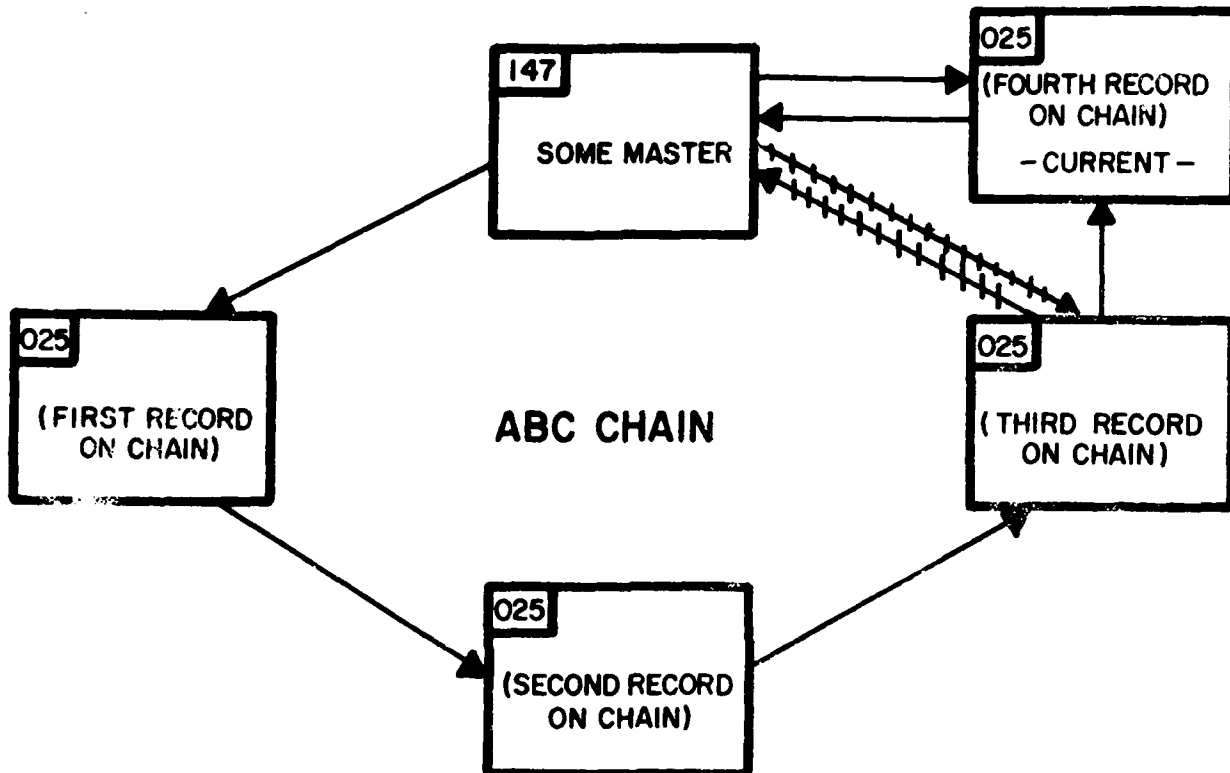 147
SOME MASTER
025
(FOURTH RECORD
ON CHAIN)
-CURRENT-
025
(FIRST RECORD
ON CHAIN)
ABC CHAIN
025
(THIRD RECORD
ON CHAIN)
025
(SECOND RECORD
ON CHAIN)